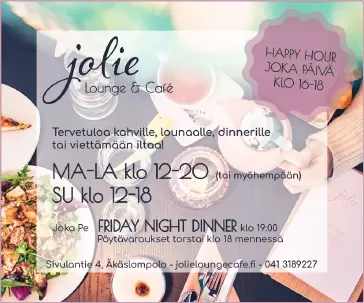 jolie
Lounge & Café
HAPPY HOUR
JOKA PÄIVÄ
KLO 16-18
Tervetuloa kahville, lounaalle, dinnerille
tai viettämään iltaa!
MA-LA klo 12-20 (tai myöhempään)
SU klo 12-18
Joka Pe FRIDAY NIGHT DINNER klo 19:00
Pöytävaraukset torstai klo 18 mennessä
Sivulantie 4, Äkäslompolo - jolieloungecafe.fi - 041 3189227